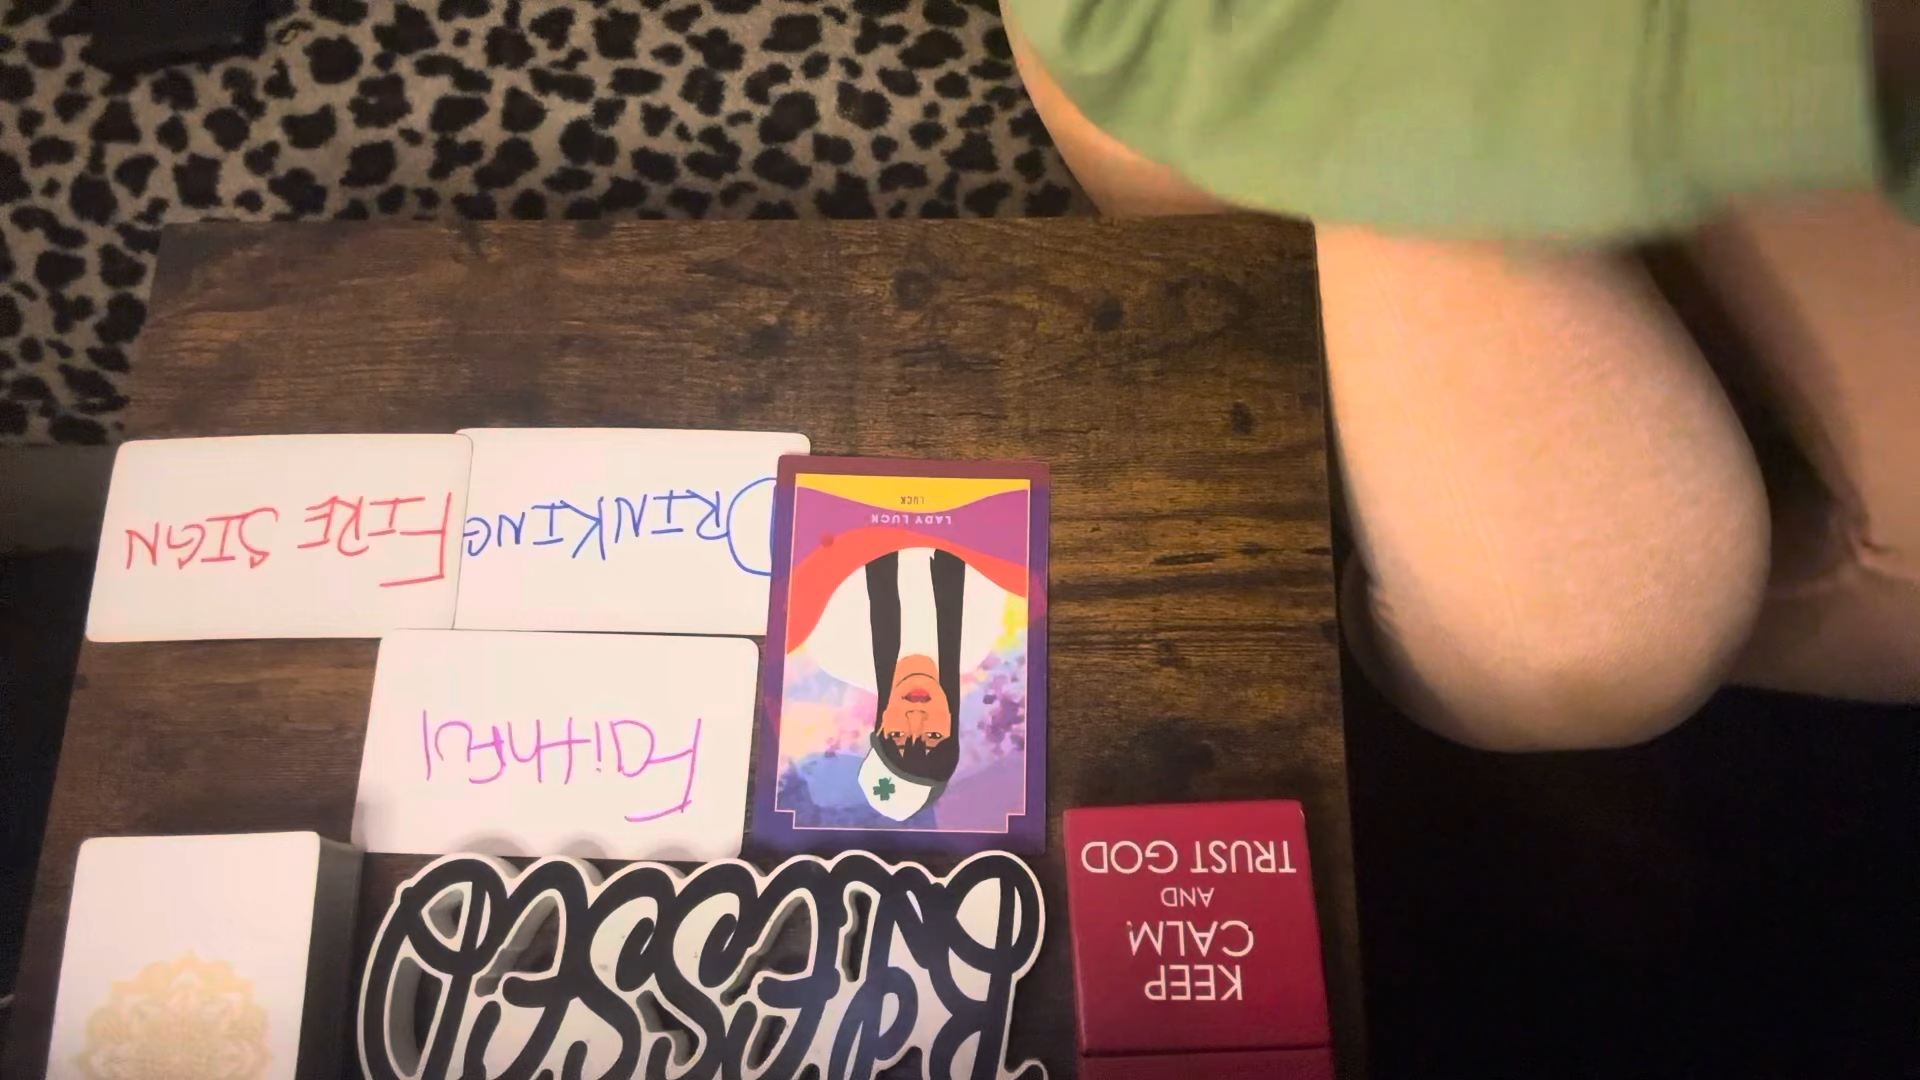 FIRE SIGN
DRINKING
FaitHFul
LADY LUCK
LUCK
BLESSED
KEEP
CALM
AND
TRUST GOD